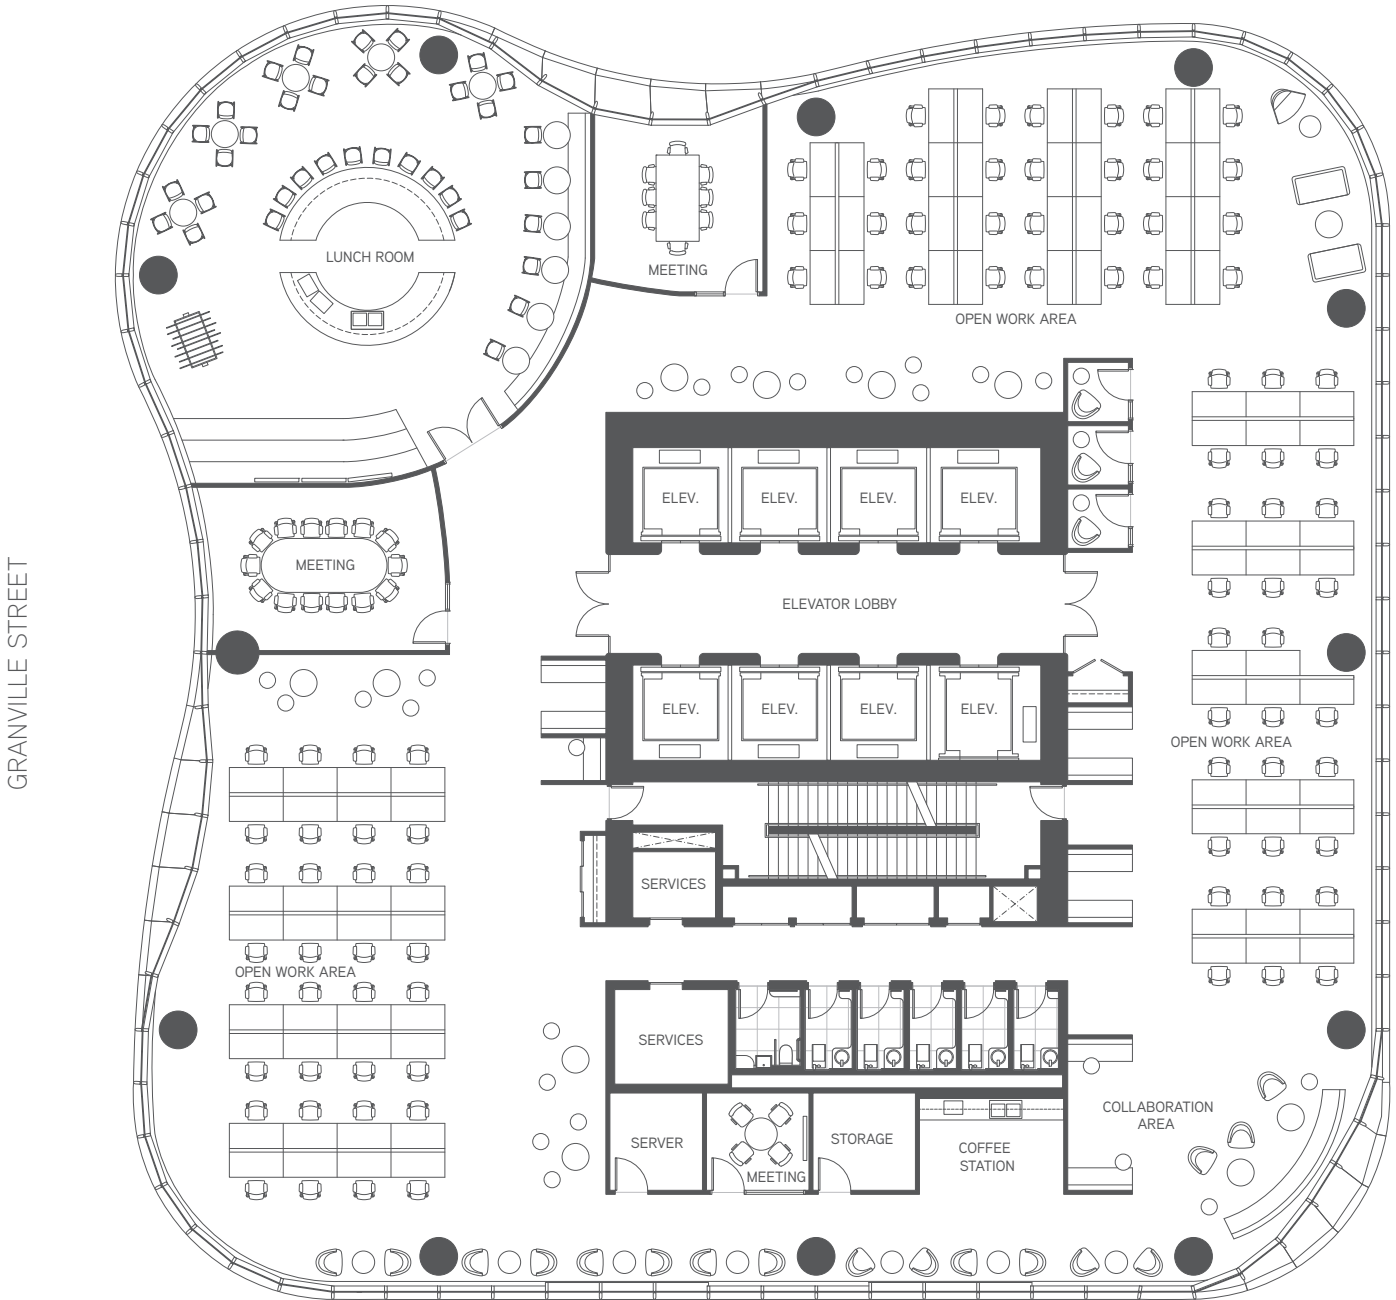 LUNCH ROOM
MEETING
OPEN WORK AREA
ELEV.
ELEV.
ELEV.
ELEV.
MEETING
ELEVATOR LOBBY
GRANVILLE STREET
ELEV.
ELEV.
ELEV.
ELEV.
OPEN WORK AREA
SERVICES
OPEN WORK AREA
SERVICES
COLLABORATION
AREA
SERVER
STORAGE
COFFEE
STATION
MEETING